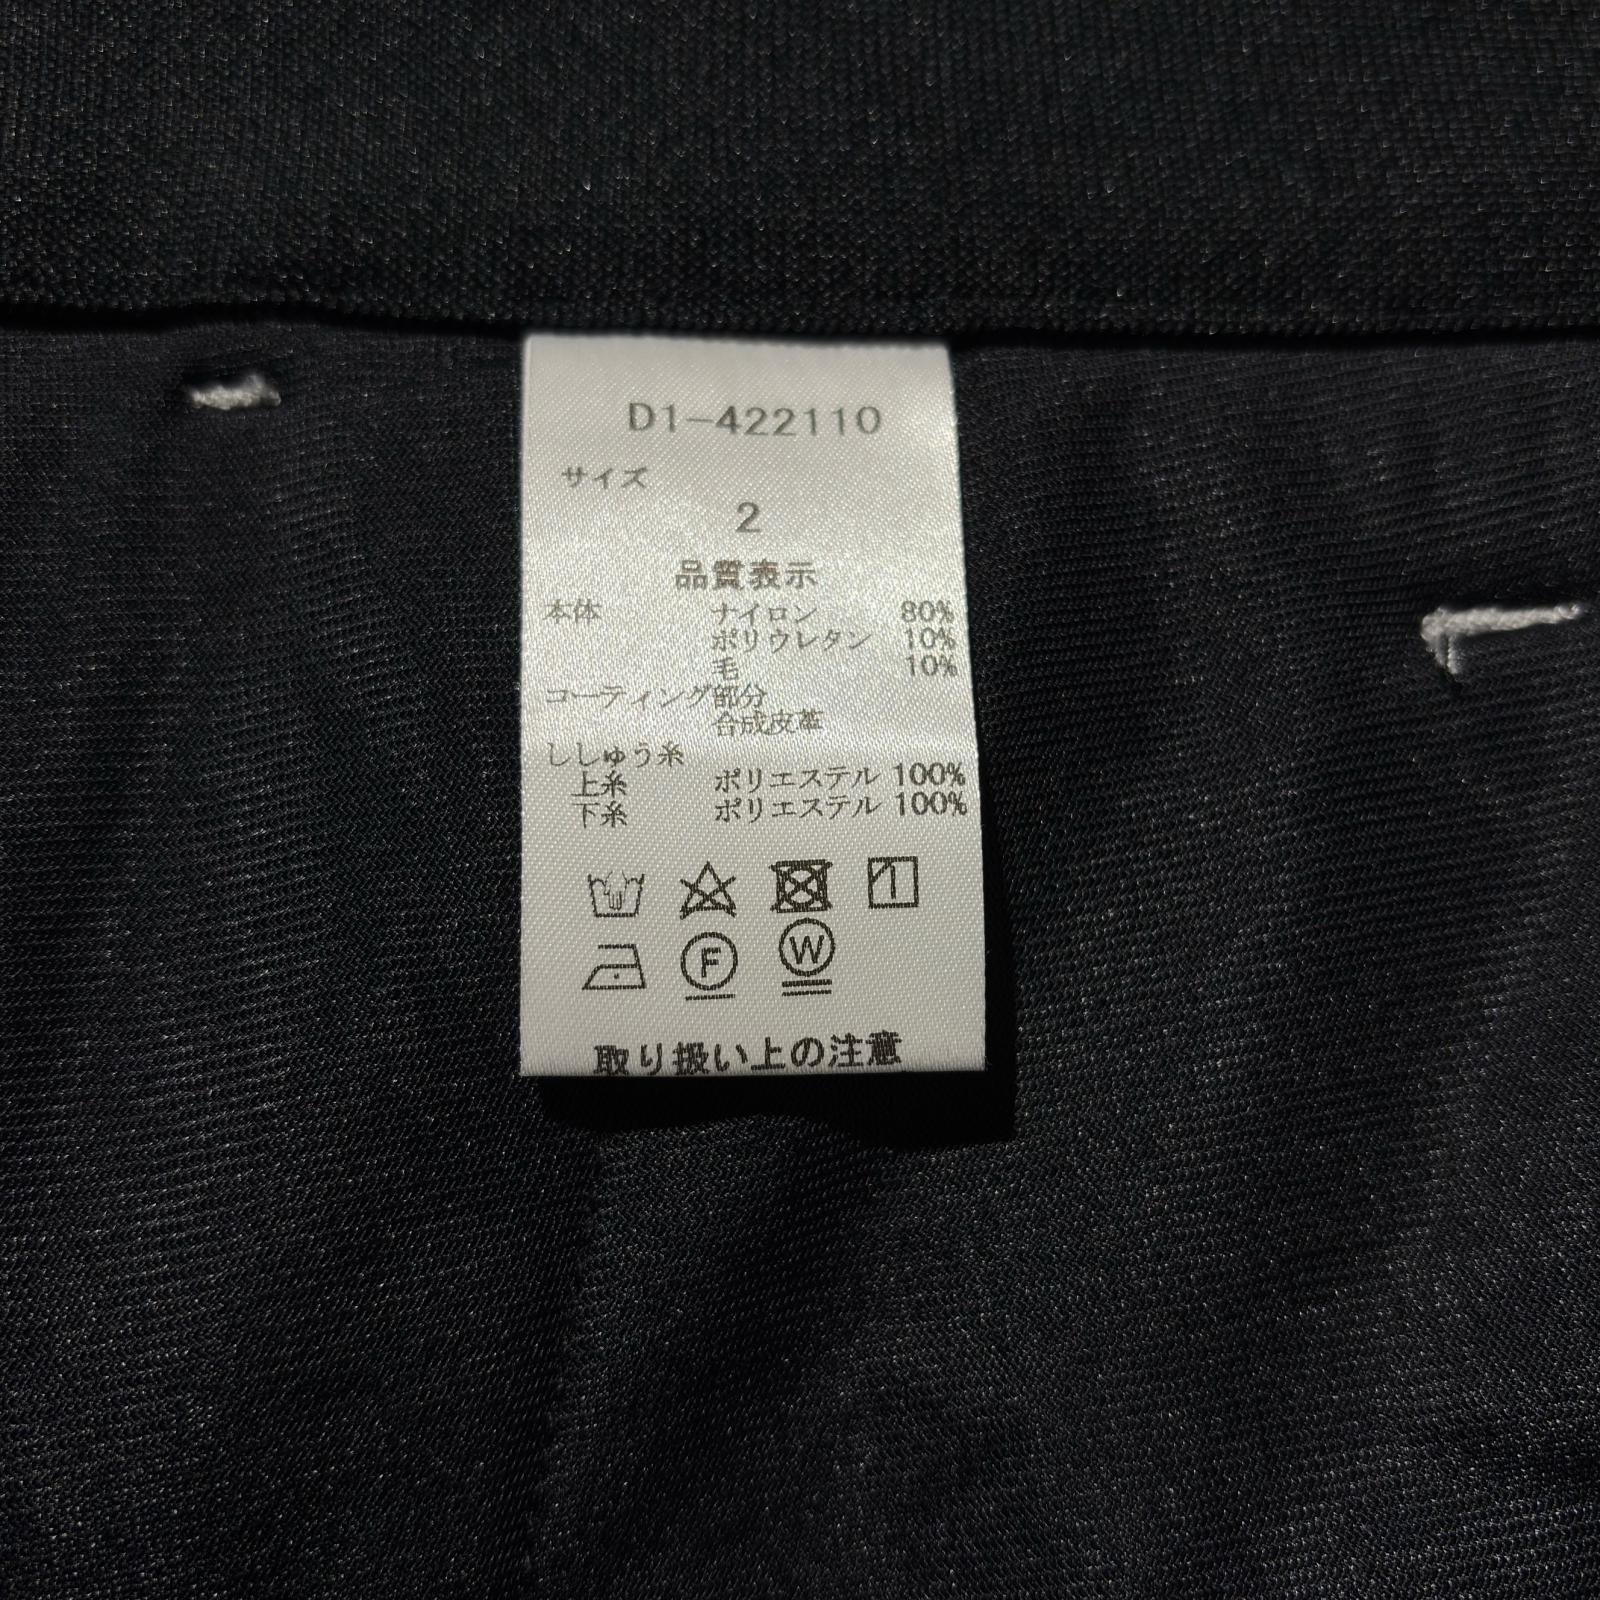 D1-422110
サイズ
2
品質表示
本体 ナイロン 80%
ポリウレタン 10%
毛 10%
コーティング部分
合成皮革
ししゅう糸
上糸 ポリエステル 100%
下糸 ポリエステル 100%
F W
取り扱い上の注意